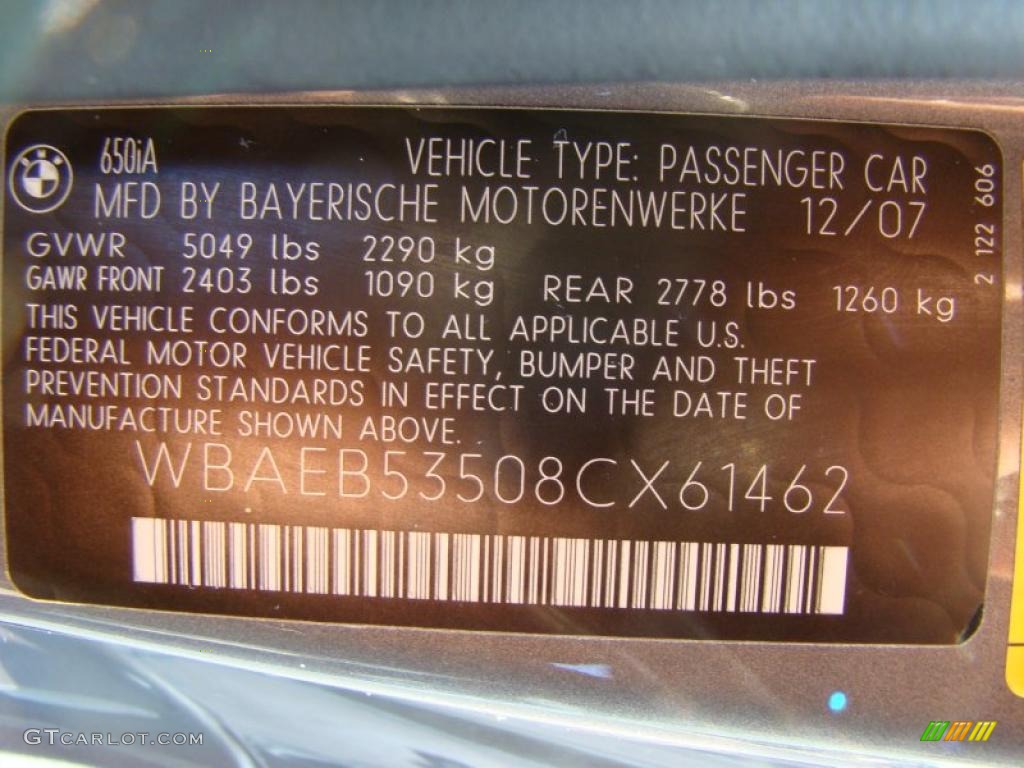 650iA
VEHICLE TYPE: PASSENGER CAR
MFD BY BAYERISCHE MOTORENWERKE 12/07
GVWR 5049 lbs 2290 kg
GAWR FRONT 2403 lbs 1090 kg REAR 2778 lbs 1260 kg
THIS VEHICLE CONFORMS TO ALL APPLICABLE U.S.
FEDERAL MOTOR VEHICLE SAFETY, BUMPER AND THEFT
PREVENTION STANDARDS IN EFFECT ON THE DATE OF
MANUFACTURE SHOWN ABOVE.
WBAEB53508CX61462
2 122 606
GTCARLOT.COM